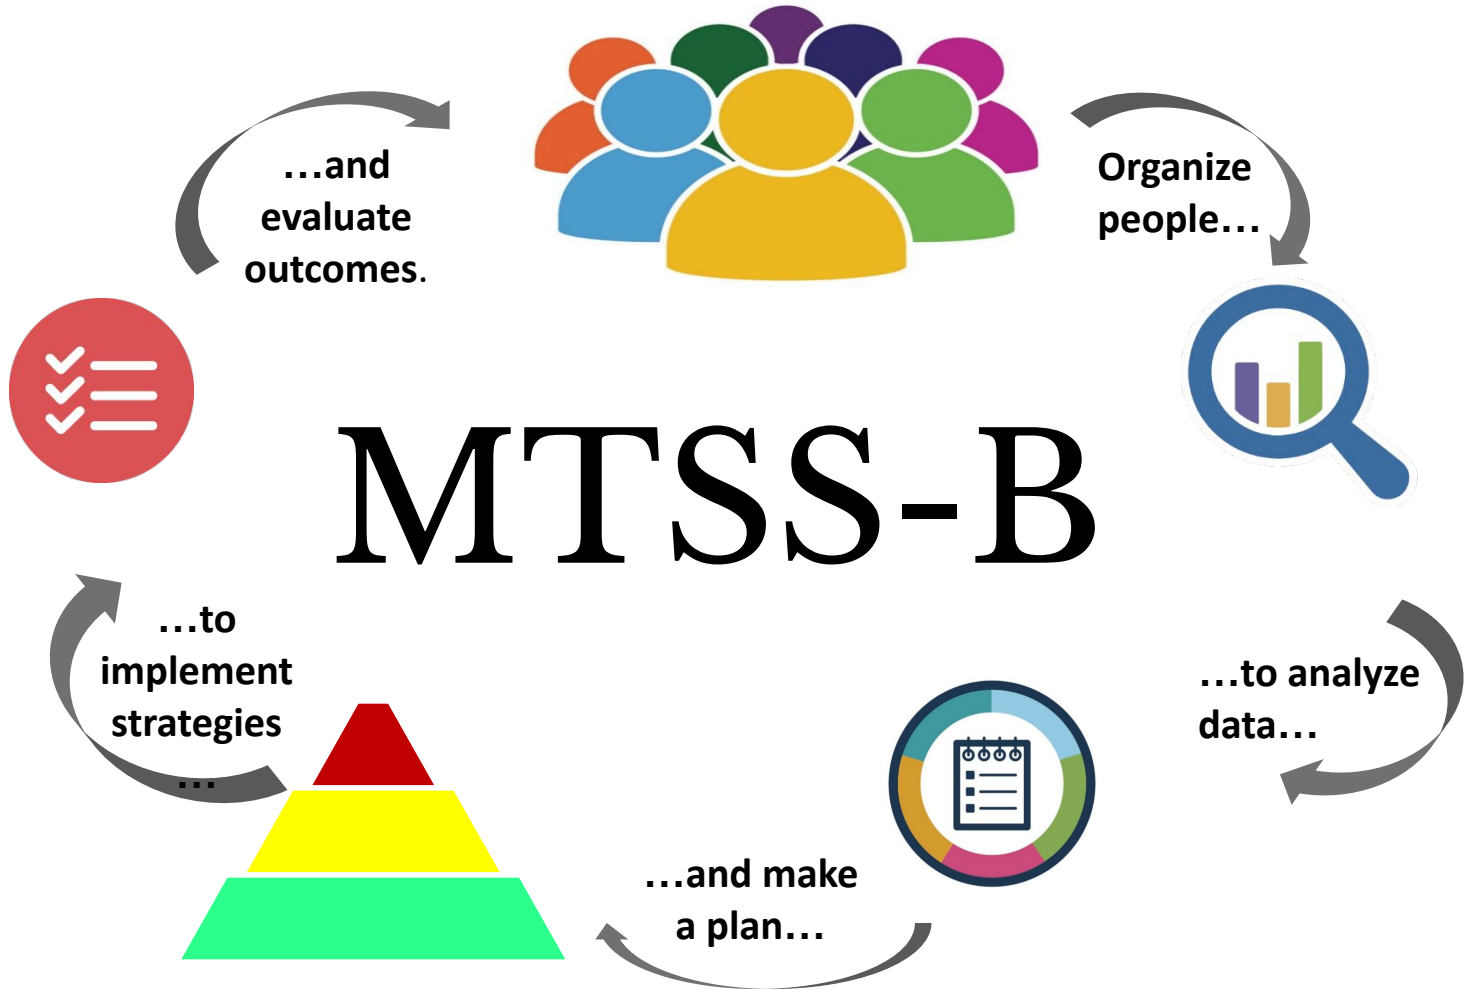 Organize
people…
…to analyze
data…
…and make
a plan…
…to
implement
strategies
…
…and
evaluate
outcomes.
MTSS-B